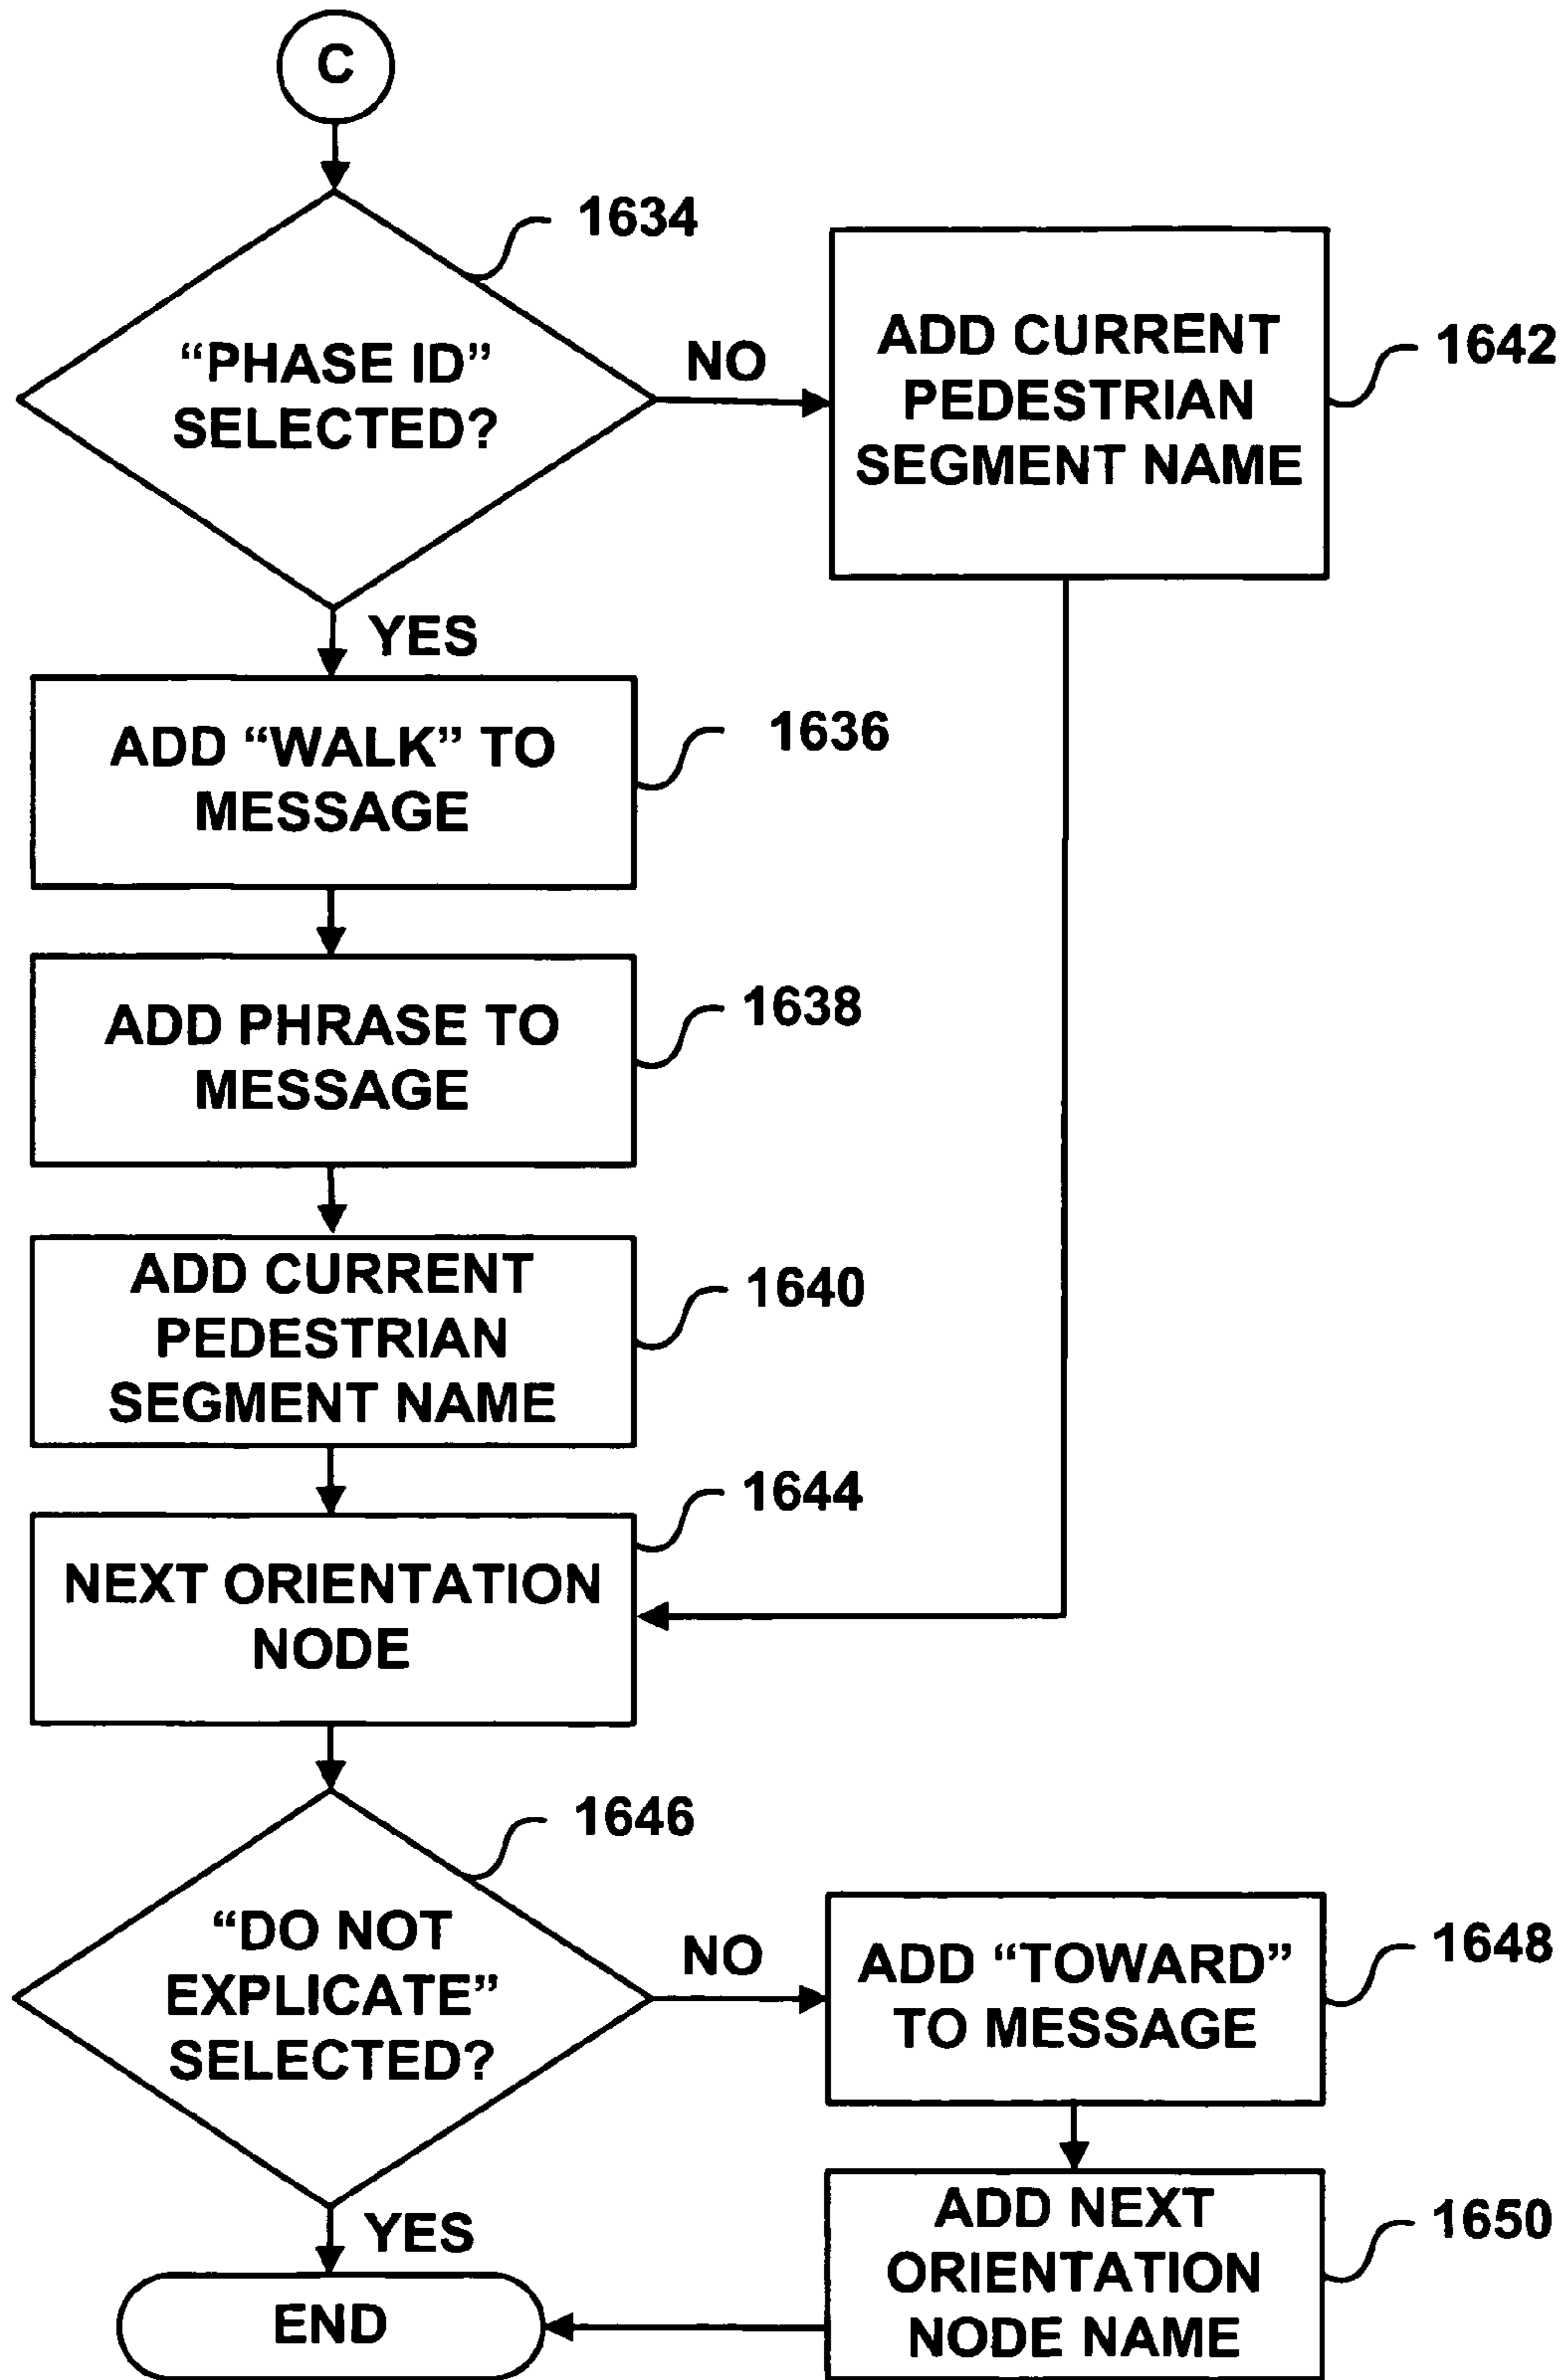 C
1634
“PHASE ID”
SELECTED?
NO
ADD CURRENT
PEDESTRIAN
SEGMENT NAME
1642
YES
ADD “WALK” TO
MESSAGE
1636
ADD PHRASE TO
MESSAGE
1638
ADD CURRENT
PEDESTRIAN
SEGMENT NAME
1640
NEXT ORIENTATION
NODE
1644
“DO NOT
EXPLICATE”
SELECTED?
1646
NO
ADD “TOWARD”
TO MESSAGE
1648
YES
ADD NEXT
ORIENTATION
NODE NAME
1650
END